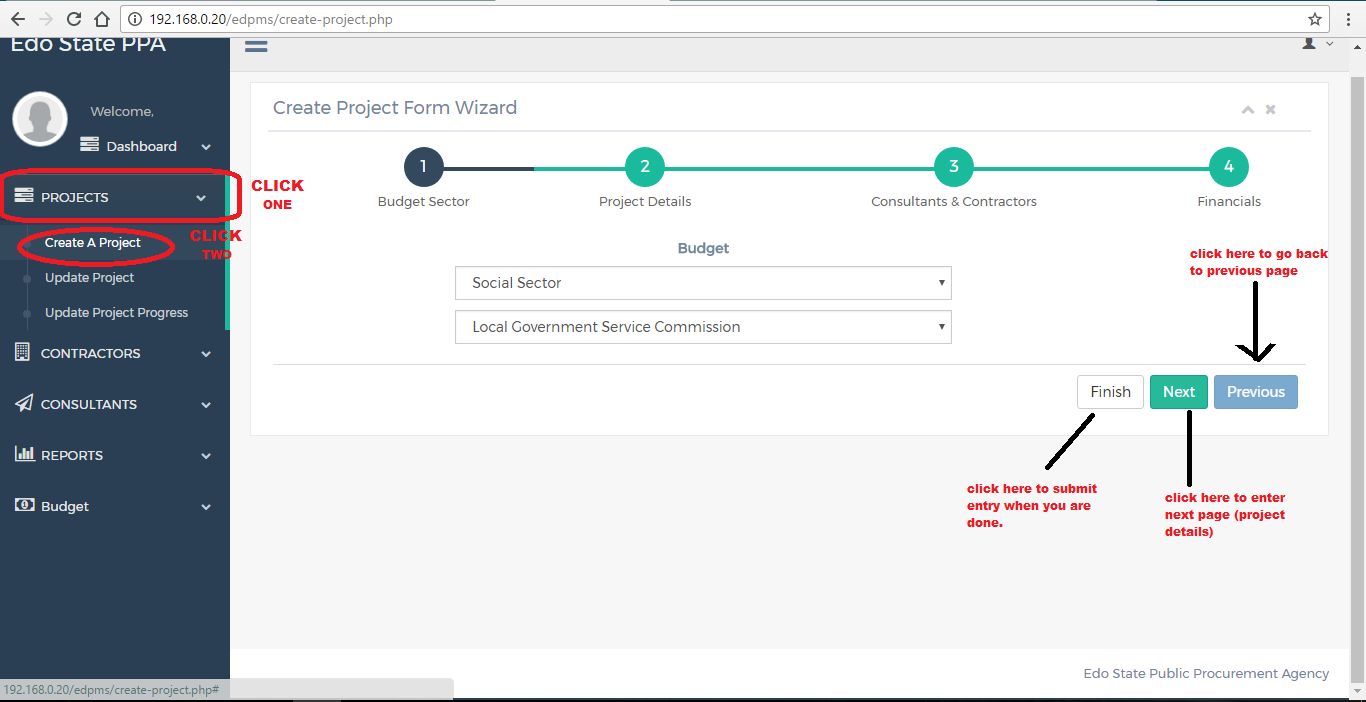 192.168.0.20/edpms/create-project.php
Edo State PPA
Welcome,
Dashboard
PROJECTS
CLICK
ONE
Create A Project
CLICK
TWO
Update Project
Update Project Progress
CONTRACTORS
CONSULTANTS
REPORTS
Budget
Create Project Form Wizard
1
2
3
4
Budget Sector
Project Details
Consultants & Contractors
Financials
Budget
Social Sector
Local Government Service Commission
click here to go back
to previous page
Finish
Next
Previous
click here to submit
entry when you are
done.
click here to enter
next page (project
details)
Edo State Public Procurement Agency
192.168.0.20/edpms/create-project.php#